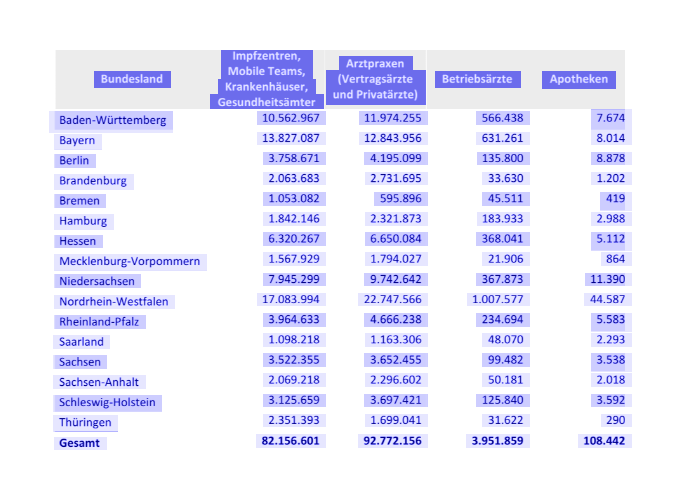 Bundesland Impfzentren, Mobile Teams, Krankenhäuser, Gesundheitsämter Arztpraxen (Vertragsärzte und Privatärzte) Betriebsärzte Apotheken
Baden-Württemberg 10.562.967 11.974.255 566.438 7.674
Bayern 13.827.087 12.843.956 631.261 8.014
Berlin 3.758.671 4.195.099 135.800 8.878
Brandenburg 2.063.683 2.731.695 33.630 1.202
Bremen 1.053.082 595.896 45.511 419
Hamburg 1.842.146 2.321.873 183.933 2.988
Hessen 6.320.267 6.650.084 368.041 5.112
Mecklenburg-Vorpommern 1.567.929 1.794.027 21.906 864
Niedersachsen 7.945.299 9.742.642 367.873 11.390
Nordrhein-Westfalen 17.083.994 22.747.566 1.007.577 44.587
Rheinland-Pfalz 3.964.633 4.666.238 234.694 5.583
Saarland 1.098.218 1.163.306 48.070 2.293
Sachsen 3.522.355 3.652.455 99.482 3.538
Sachsen-Anhalt 2.069.218 2.296.602 50.181 2.018
Schleswig-Holstein 3.125.659 3.697.421 125.840 3.592
Thüringen 2.351.393 1.699.041 31.622 290
Gesamt 82.156.601 92.772.156 3.951.859 108.442